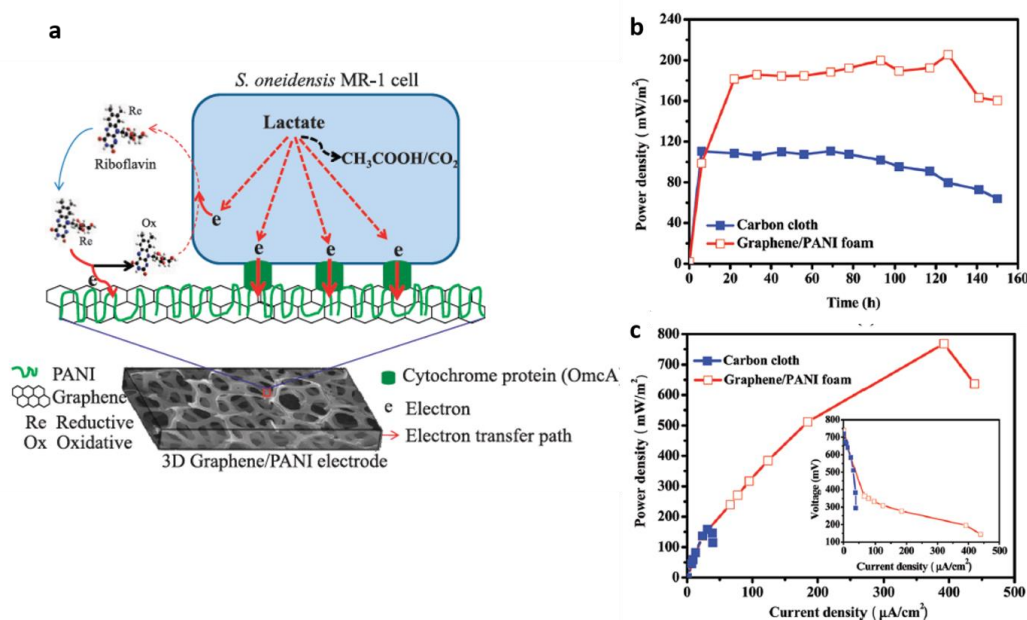 a
S. oneidensis MR-1 cell
Lactate
CH₃COOH/CO₂
Re
Riboflavin
Re
Ox
e
e
e
e
e
PANI
Graphene
Re Reductive
Ox Oxidative
Cytochrome protein (OmcA)
e Electron
Electron transfer path
3D Graphene/PANI electrode
b
Power density ( mW/m²)
240
200
160
120
80
40
0
Carbon cloth
Graphene/PANI foam
0 20 40 60 80 100 120 140 160
Time (h)
c
Power density ( mW/m²)
800
700
600
500
400
300
200
100
0
Carbon cloth
Graphene/PANI foam
Voltage (mV)
800
700
600
500
400
300
200
100
0 100 200 300 400 500
Current density ( μA/cm²)
0 100 200 300 400 500
Current density ( μA/cm²)